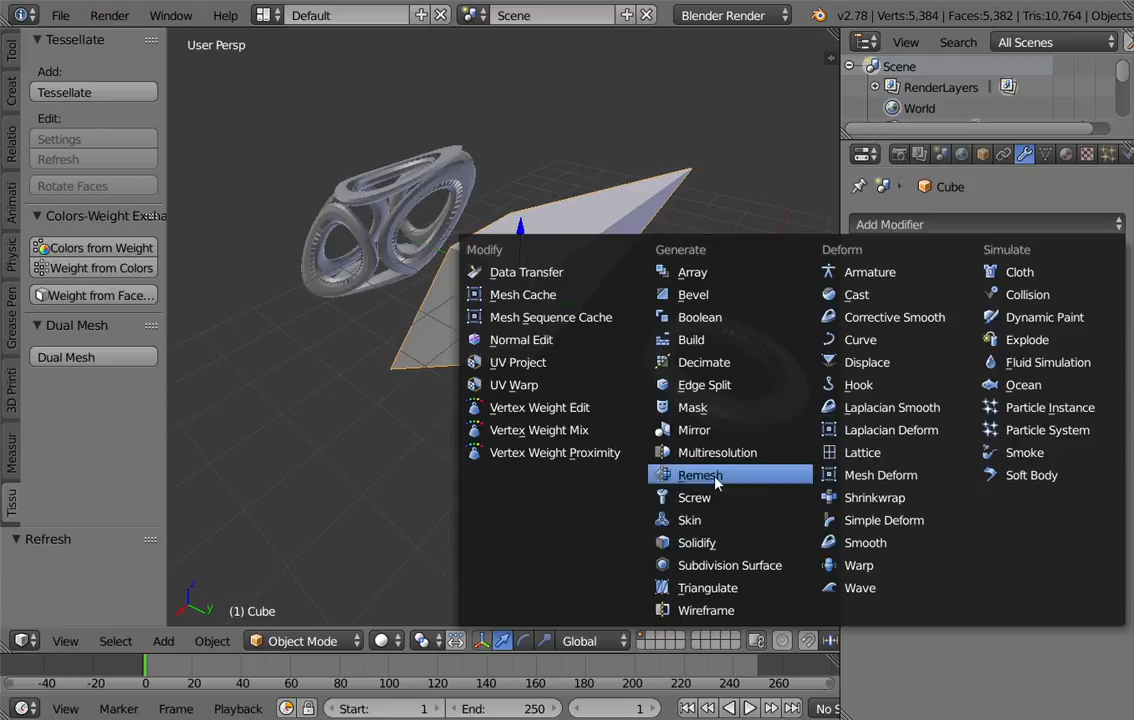 File Render Window Help Default Scene Blender Render v2.78 | Verts:5,384 | Faces:5,382 | Tris:10,764 | Objects
Tessellate
Add:
Tessellate
Edit:
Settings
Refresh
Rotate Faces
Colors-Weight Excha
Colors from Weight
Weight from Colors
Weight from Face...
Dual Mesh
Dual Mesh
Refresh
Tool
Creat
Relatio
Animati
Physic
Grease Pen
3D Printi
Measur
Tissu
User Persp
View Search All Scenes
Scene
RenderLayers
World
Cube
Add Modifier
Modify
Data Transfer
Mesh Cache
Mesh Sequence Cache
Normal Edit
UV Project
UV Warp
Vertex Weight Edit
Vertex Weight Mix
Vertex Weight Proximity
Generate
Array
Bevel
Boolean
Build
Decimate
Edge Split
Mask
Mirror
Multiresolution
Remesh
Screw
Skin
Solidify
Subdivision Surface
Triangulate
Wireframe
Deform
Armature
Cast
Corrective Smooth
Curve
Displace
Hook
Laplacian Smooth
Laplacian Deform
Lattice
Mesh Deform
Shrinkwrap
Simple Deform
Smooth
Warp
Wave
Simulate
Cloth
Collision
Dynamic Paint
Explode
Fluid Simulation
Ocean
Particle Instance
Particle System
Smoke
Soft Body
z
y
(1) Cube
View Select Add Object Object Mode Global
-40 -20 0 20 40 60 80 100 120 140 160 180 200 220 240 260
View Marker Frame Playback Start: 1 End: 250 1 No S